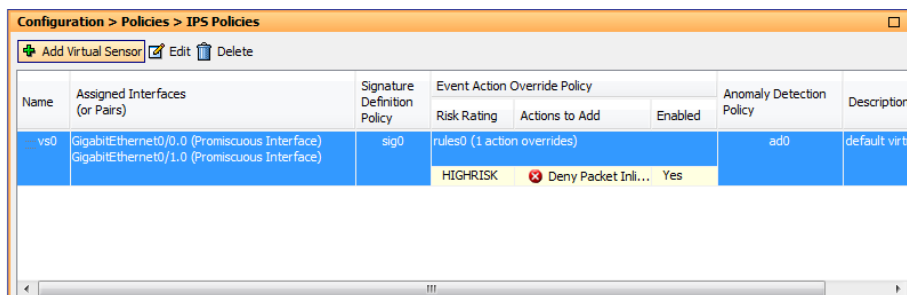 Configuration > Policies > IPS Policies
Add Virtual Sensor Edit Delete
Name
Assigned Interfaces
(or Pairs)
Signature
Definition
Policy
Event Action Override Policy
Risk Rating Actions to Add Enabled
Anomaly Detection
Policy
Description
vs0
GigabitEthernet0/0.0 (Promiscuous Interface)
GigabitEthernet0/1.0 (Promiscuous Interface)
sig0
rules0 (1 action overrides)
ad0
default virt
HIGHRISK Deny Packet Inli... Yes